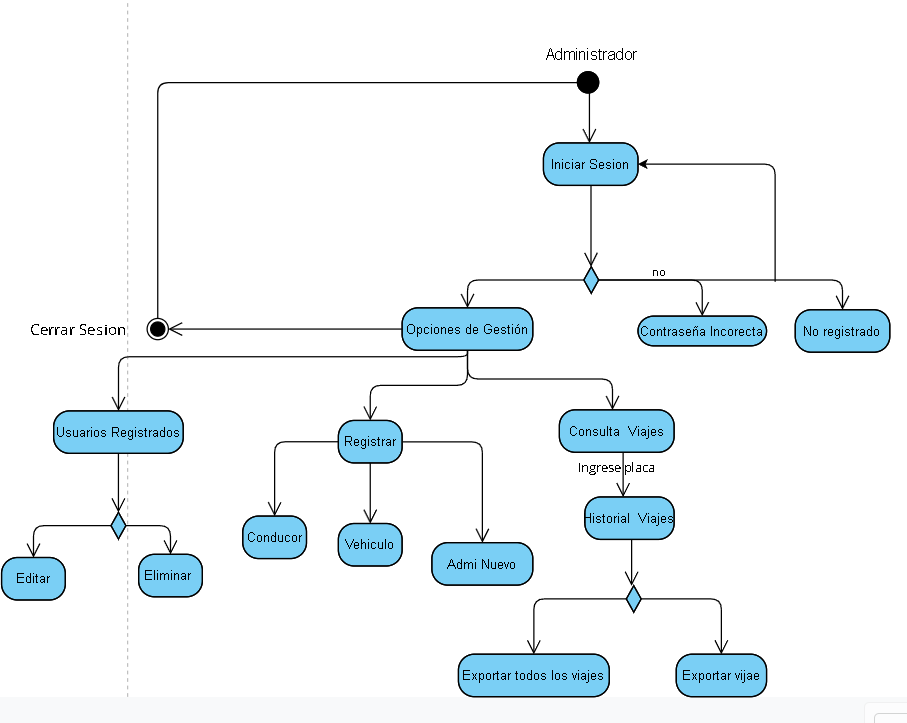 Administrador
Iniciar Sesion
no
Cerrar Sesion
Opciones de Gestión
Contraseña Incorecta
No registrado
Usuarios Registrados
Registrar
Consulta Viajes
Ingrese placa
Historial Viajes
Conducor
Vehiculo
Admi Nuevo
Editar
Eliminar
Exportar todos los viajes
Exportar vijae